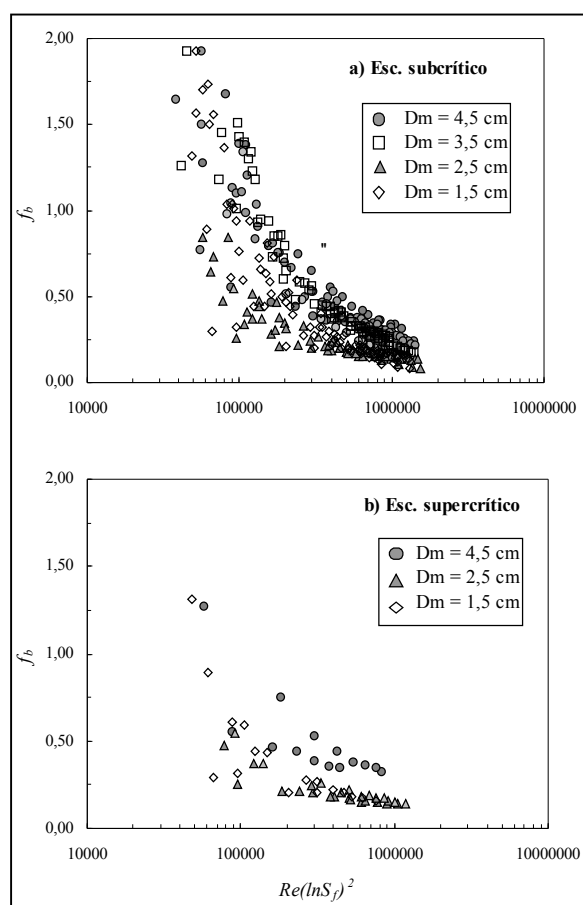 2,00
a) Esc. subcrítico
Dm = 4,5 cm
Dm = 3,5 cm
Dm = 2,5 cm
Dm = 1,5 cm
1,50
f_b
1,00
"
0,50
0,00
10000 100000 1000000 10000000
2,00
b) Esc. supercrítico
Dm = 4,5 cm
Dm = 2,5 cm
Dm = 1,5 cm
1,50
f_b
1,00
0,50
0,00
10000 100000 1000000 10000000
Re(lnS_f)^2